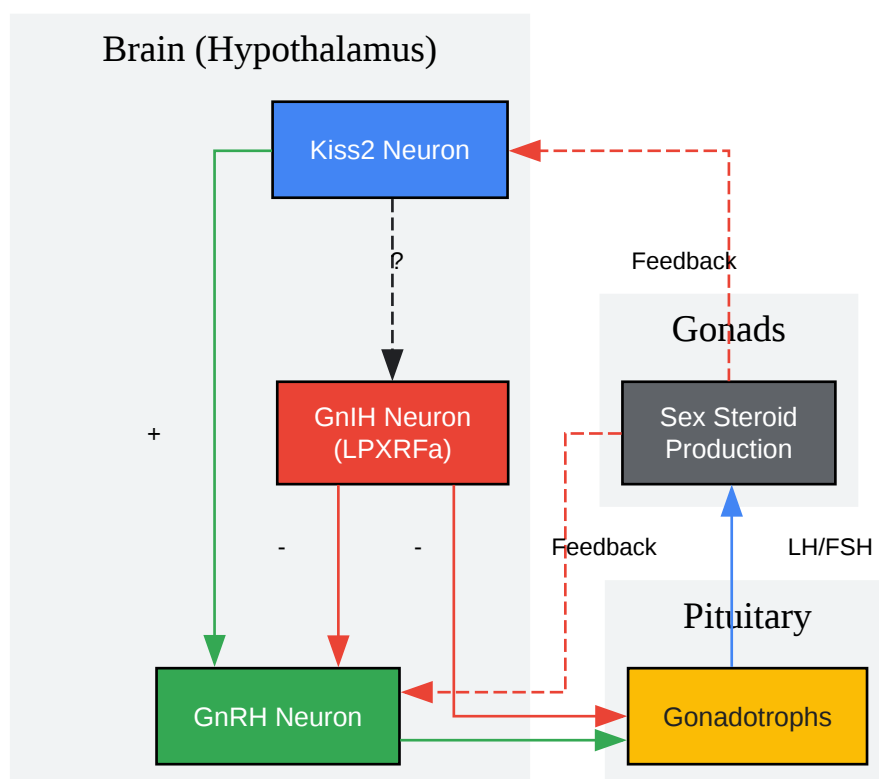 Brain (Hypothalamus)
Kiss2 Neuron
?
Feedback
Gonads
GnIH Neuron
(LPXRFa)
Sex Steroid
Production
+
-
-
Feedback
LH/FSH
Pituitary
GnRH Neuron
Gonadotrophs